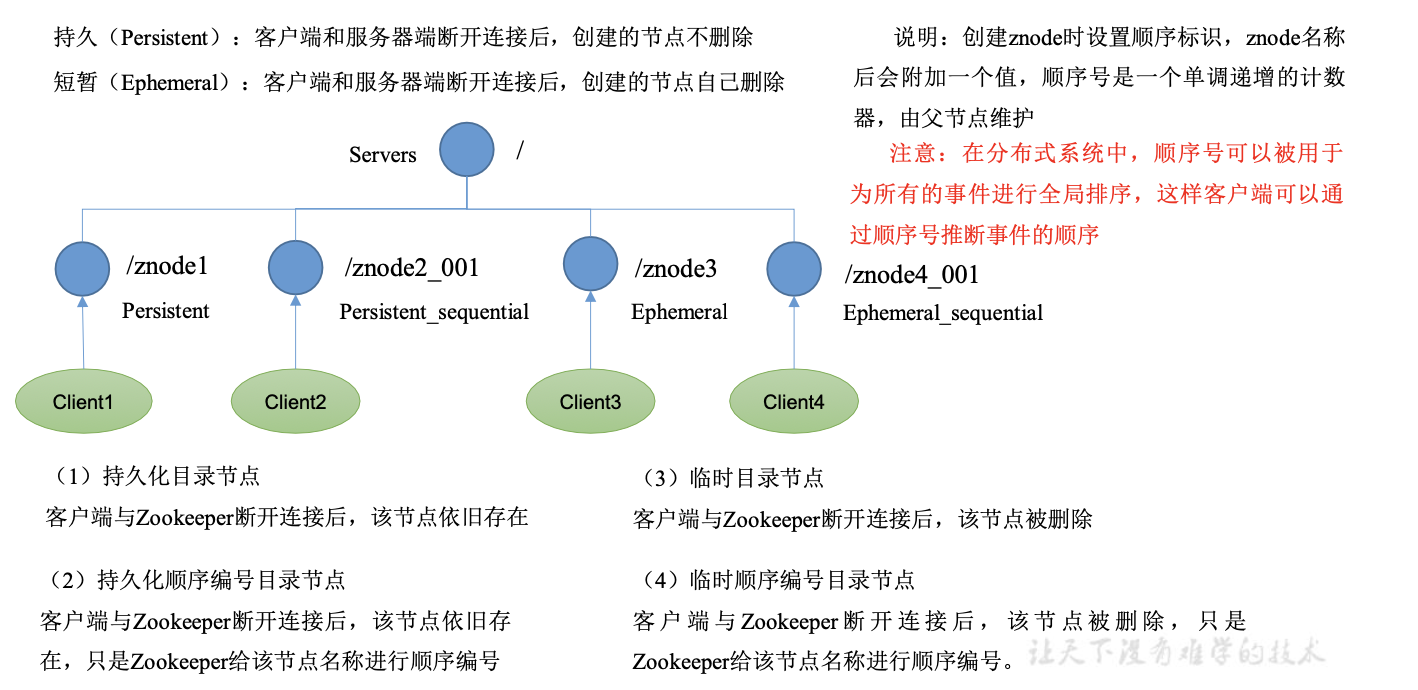 持久（Persistent）：客户端和服务器端断开连接后，创建的节点不删除
短暂（Ephemeral）：客户端和服务器端断开连接后，创建的节点自己删除
说明：创建znode时设置顺序标识，znode名称
后会附加一个值，顺序号是一个单调递增的计数
器，由父节点维护
注意：在分布式系统中，顺序号可以被用于
为所有的事件进行全局排序，这样客户端可以通
过顺序号推断事件的顺序
Servers
/
/znode1
Persistent
/znode2_001
Persistent_sequential
/znode3
Ephemeral
/znode4_001
Ephemeral_sequential
Client1
Client2
Client3
Client4
（1）持久化目录节点
客户端与Zookeeper断开连接后，该节点依旧存在
（2）持久化顺序编号目录节点
客户端与Zookeeper断开连接后，该节点依旧存
在，只是Zookeeper给该节点名称进行顺序编号
（3）临时目录节点
客户端与Zookeeper断开连接后，该节点被删除
（4）临时顺序编号目录节点
客户端与Zookeeper断开连接后，该节点被删除，只是
Zookeeper给该节点名称进行顺序编号。
让天下没有难学的技术